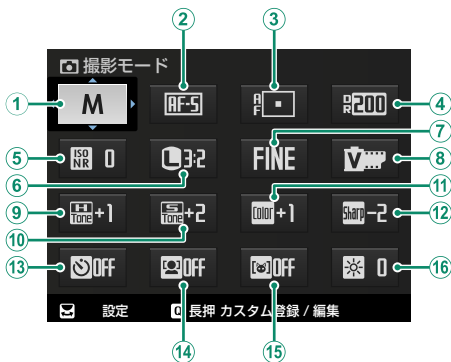 ② ③
撮影モード
① M AF-S AF DR200 ④
⑦
⑤ ISO NR 0 L3:2 FINE V ⑧
⑥ ⑪
⑨ H Tone+1 S Tone+2 Color+1 Sharp-2 ⑫
⑩
⑬ OFF OFF OFF 0 ⑯
設定 Q 長押 カスタム登録 / 編集
⑭ ⑮